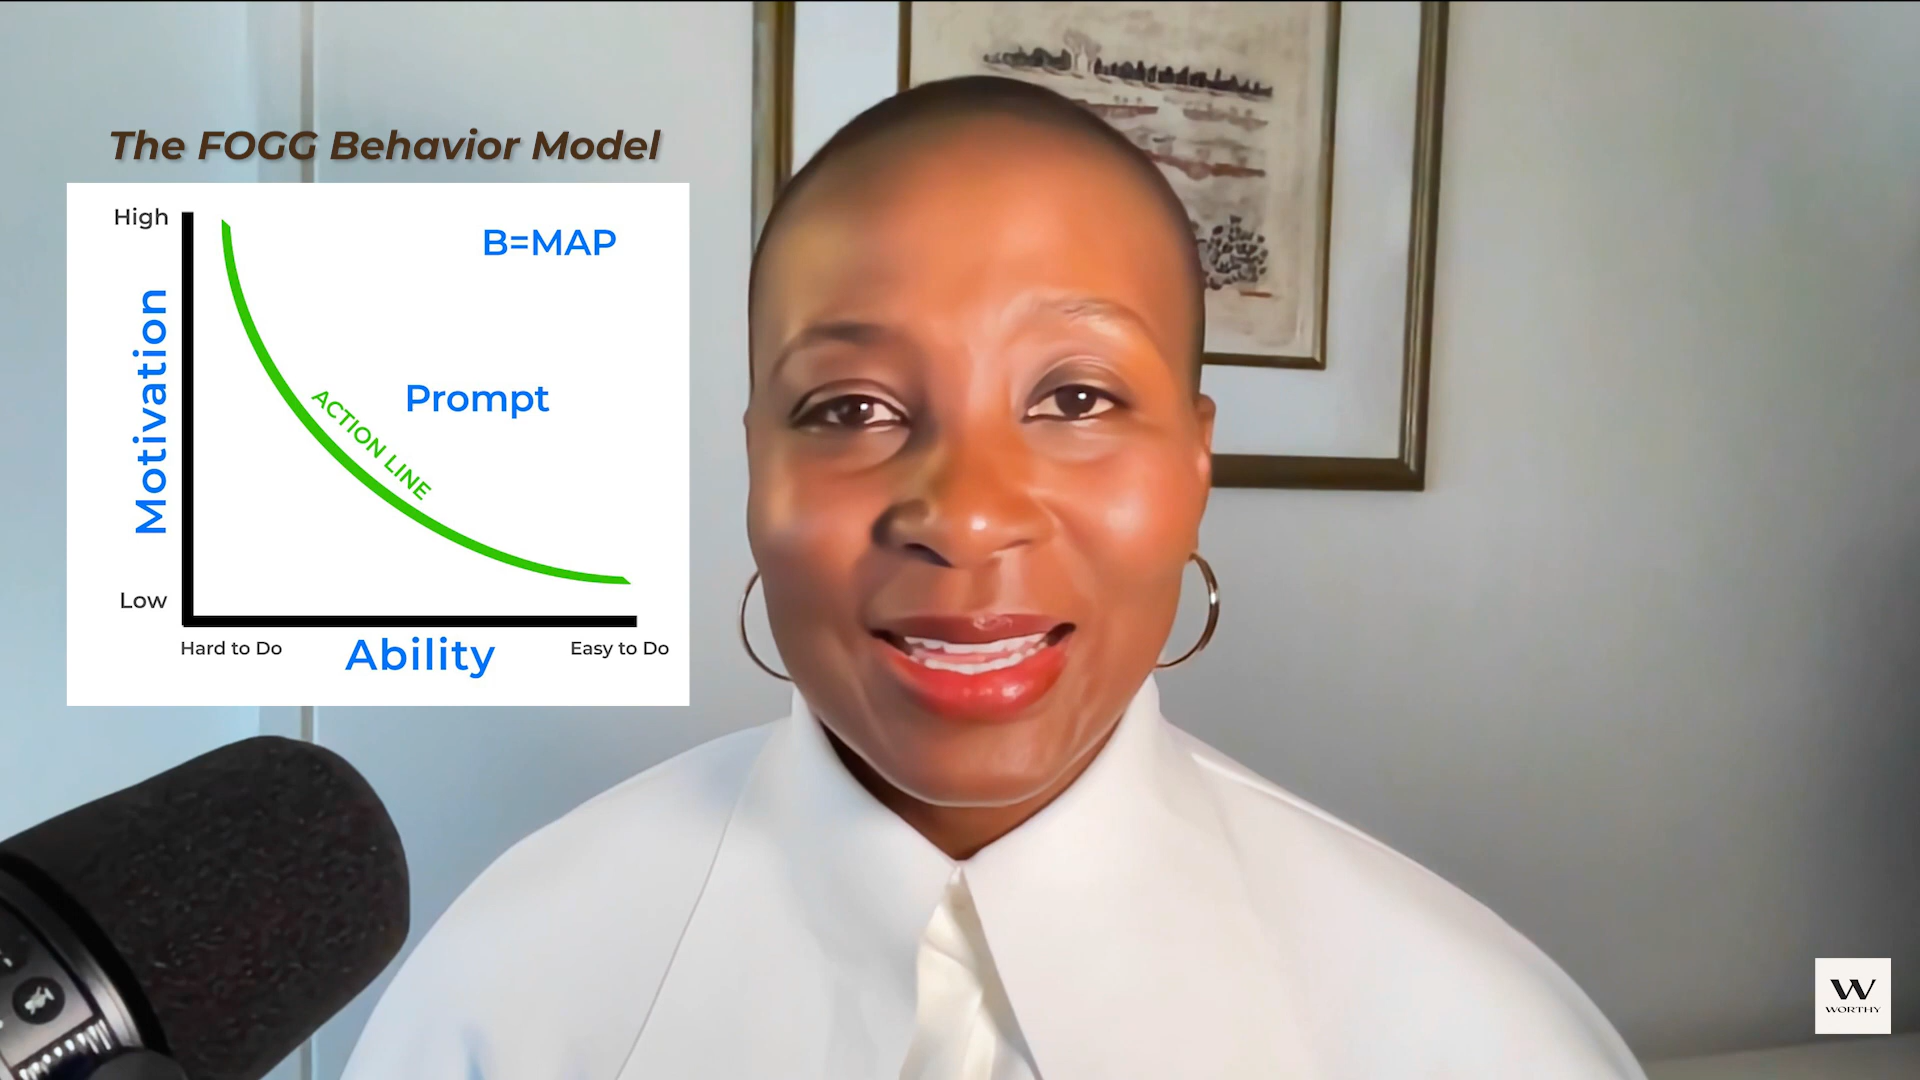 The FOGG Behavior Model
High
B=MAP
Motivation
Prompt
ACTION LINE
Low
Hard to Do
Ability
Easy to Do
W
WORTHY